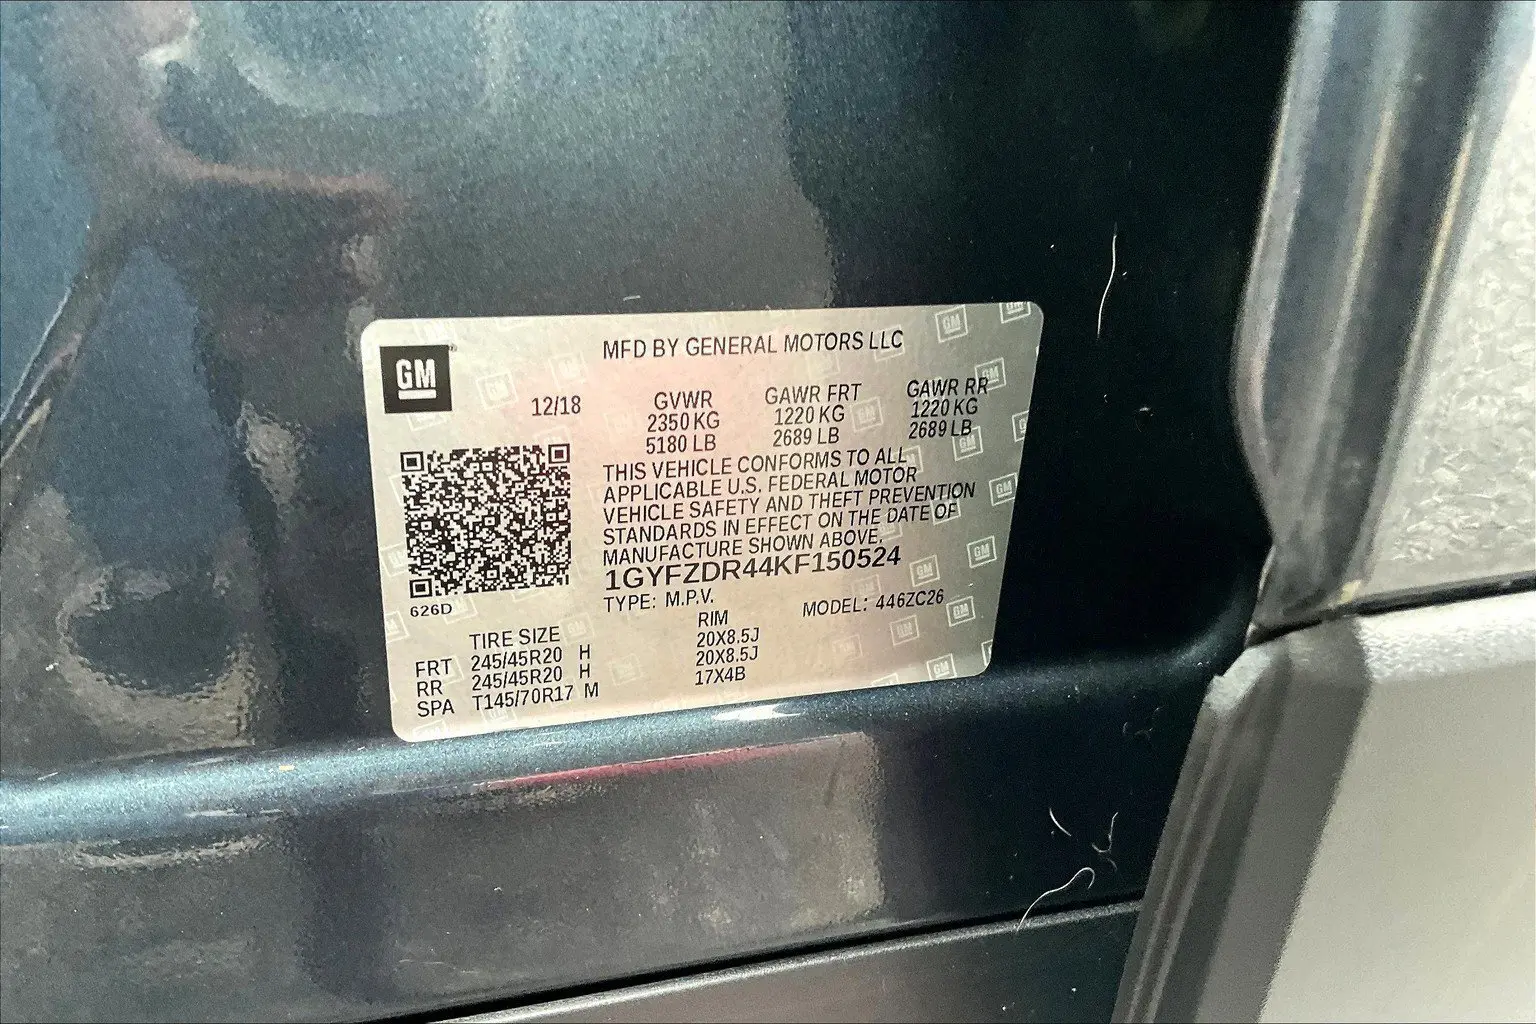 GM
MFD BY GENERAL MOTORS LLC
12/18
GVWR GAWR FRT GAWR RR
2350 KG 1220 KG 1220 KG
5180 LB 2689 LB 2689 LB
THIS VEHICLE CONFORMS TO ALL
APPLICABLE U.S. FEDERAL MOTOR
VEHICLE SAFETY AND THEFT PREVENTION
STANDARDS IN EFFECT ON THE DATE OF
MANUFACTURE SHOWN ABOVE.
1GYFZDR44KF150524
626D
TYPE: M.P.V. MODEL: 446ZC26
TIRE SIZE RIM
FRT 245/45R20 H 20X8.5J
RR 245/45R20 H 20X8.5J
SPA T145/70R17 M 17X4B